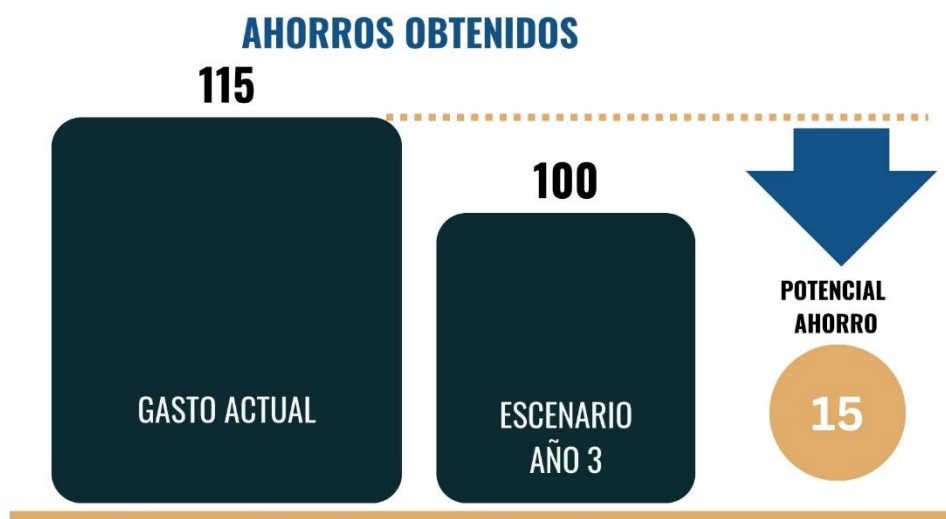 AHORROS OBTENIDOS
115
100
POTENCIAL
AHORRO
GASTO ACTUAL
ESCENARIO
AÑO 3
15